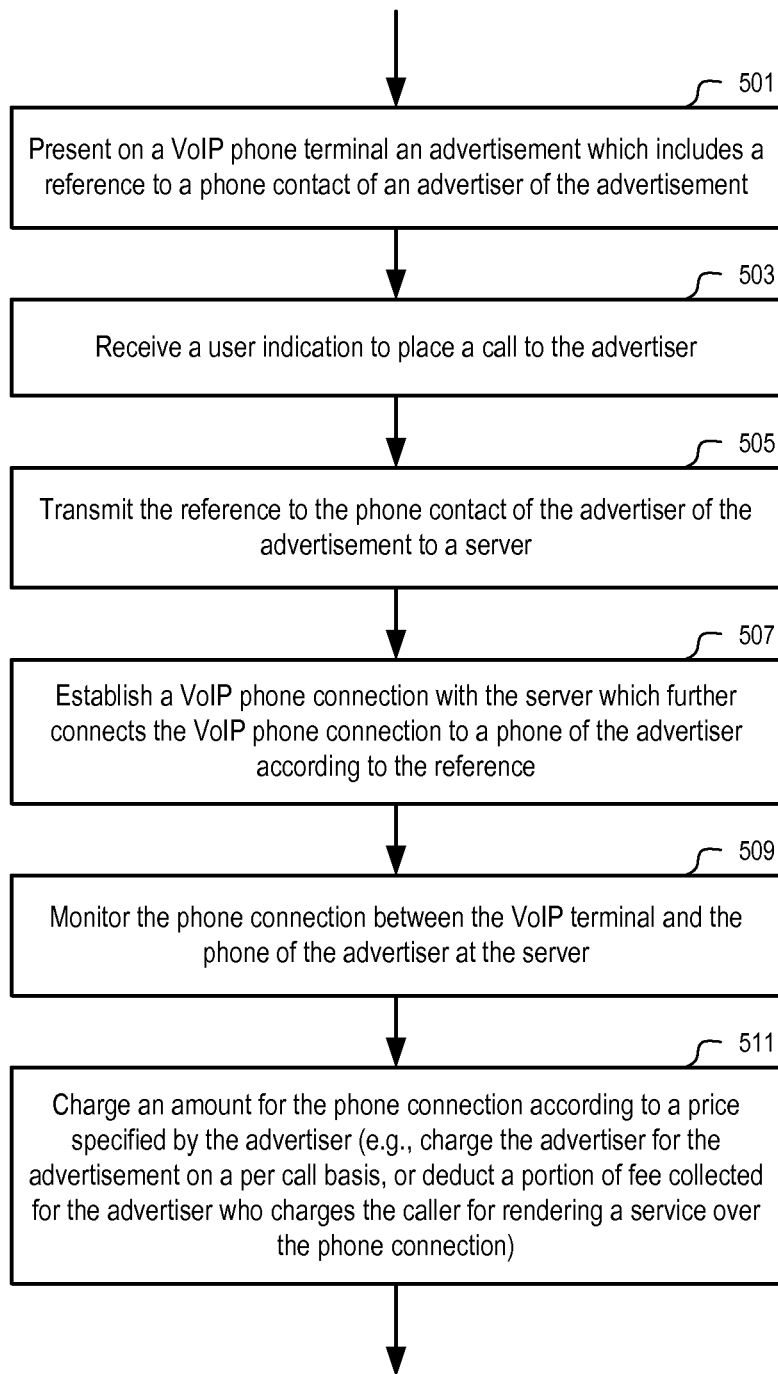 501
Present on a VoIP phone terminal an advertisement which includes a
reference to a phone contact of an advertiser of the advertisement
503
Receive a user indication to place a call to the advertiser
505
Transmit the reference to the phone contact of the advertiser of the
advertisement to a server
507
Establish a VoIP phone connection with the server which further
connects the VoIP phone connection to a phone of the advertiser
according to the reference
509
Monitor the phone connection between the VoIP terminal and the
phone of the advertiser at the server
511
Charge an amount for the phone connection according to a price
specified by the advertiser (e.g., charge the advertiser for the
advertisement on a per call basis, or deduct a portion of fee collected
for the advertiser who charges the caller for rendering a service over
the phone connection)